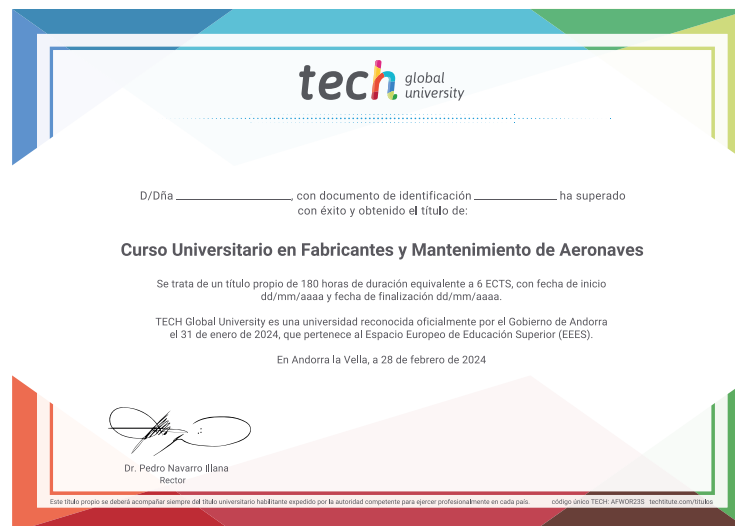 tech global university
D/Dña ____________________, con documento de identificación ______________ ha superado
con éxito y obtenido el título de:
Curso Universitario en Fabricantes y Mantenimiento de Aeronaves
Se trata de un título propio de 180 horas de duración equivalente a 6 ECTS, con fecha de inicio
dd/mm/aaaa y fecha de finalización dd/mm/aaaa.
TECH Global University es una universidad reconocida oficialmente por el Gobierno de Andorra
el 31 de enero de 2024, que pertenece al Espacio Europeo de Educación Superior (EEES).
En Andorra la Vella, a 28 de febrero de 2024
Dr. Pedro Navarro Illana
Rector
Este título propio se deberá acompañar siempre del título universitario habilitante expedido por la autoridad competente para ejercer profesionalmente en cada país. código único TECH: AFWOR23S techtitute.com/titulos